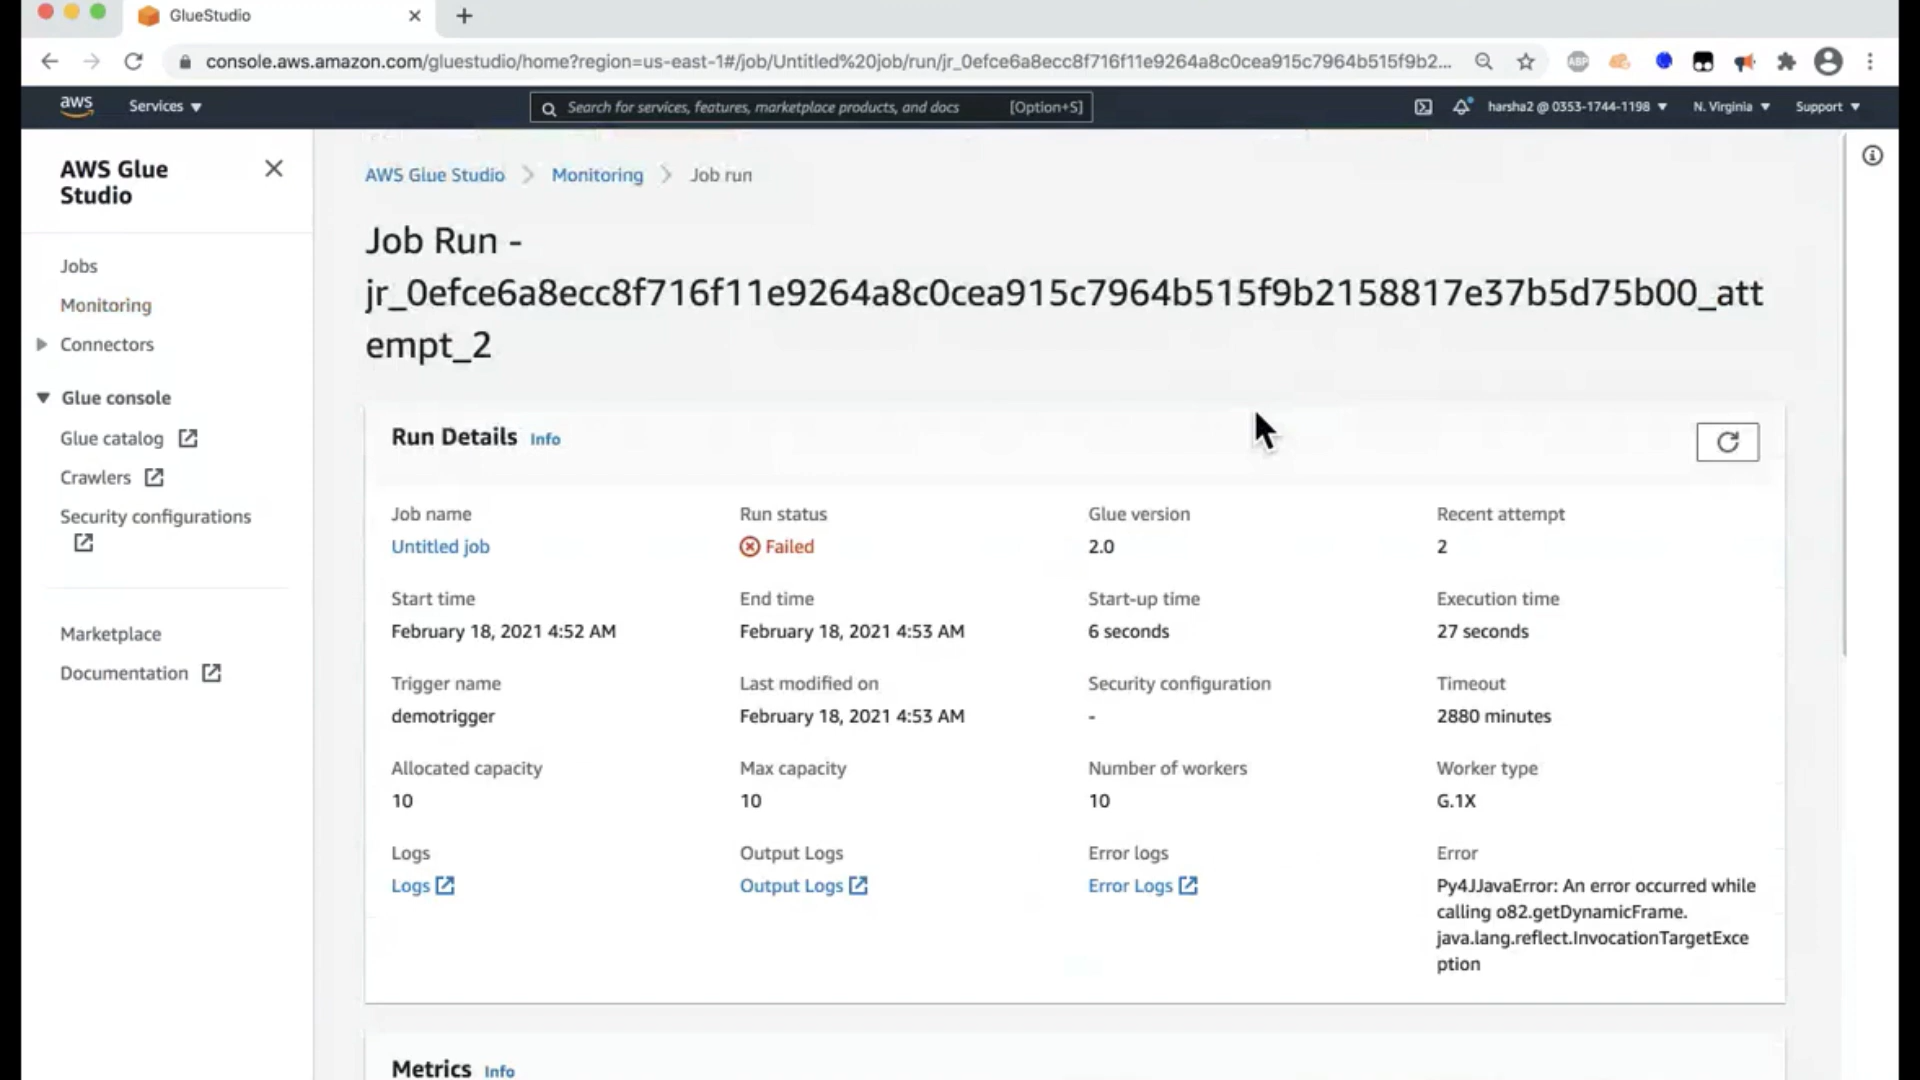 GlueStudio
console.aws.amazon.com/gluestudio/home?region=us-east-1#/job/Untitled%20job/run/jr_0efce6a8ecc8f716f11e9264a8c0cea915c7964b515f9b2...
ABP
aws
Services
Search for services, features, marketplace products, and docs
[Option+S]
harsha2 @ 0353-1744-1198
N. Virginia
Support
AWS Glue
Studio
Jobs
Monitoring
Connectors
Glue console
Glue catalog
Crawlers
Security configurations
Marketplace
Documentation
AWS Glue Studio
Monitoring
Job run
Job Run -
jr_0efce6a8ecc8f716f11e9264a8c0cea915c7964b515f9b2158817e37b5d75b00_att
empt_2
Run Details Info
Job name
Untitled job
Run status
Failed
Glue version
2.0
Recent attempt
2
Start time
February 18, 2021 4:52 AM
End time
February 18, 2021 4:53 AM
Start-up time
6 seconds
Execution time
27 seconds
Trigger name
demotrigger
Last modified on
February 18, 2021 4:53 AM
Security configuration
-
Timeout
2880 minutes
Allocated capacity
10
Max capacity
10
Number of workers
10
Worker type
G.1X
Logs
Logs
Output Logs
Output Logs
Error logs
Error Logs
Error
Py4JJavaError: An error occurred while
calling o82.getDynamicFrame.
java.lang.reflect.InvocationTargetExce
ption
Metrics Info